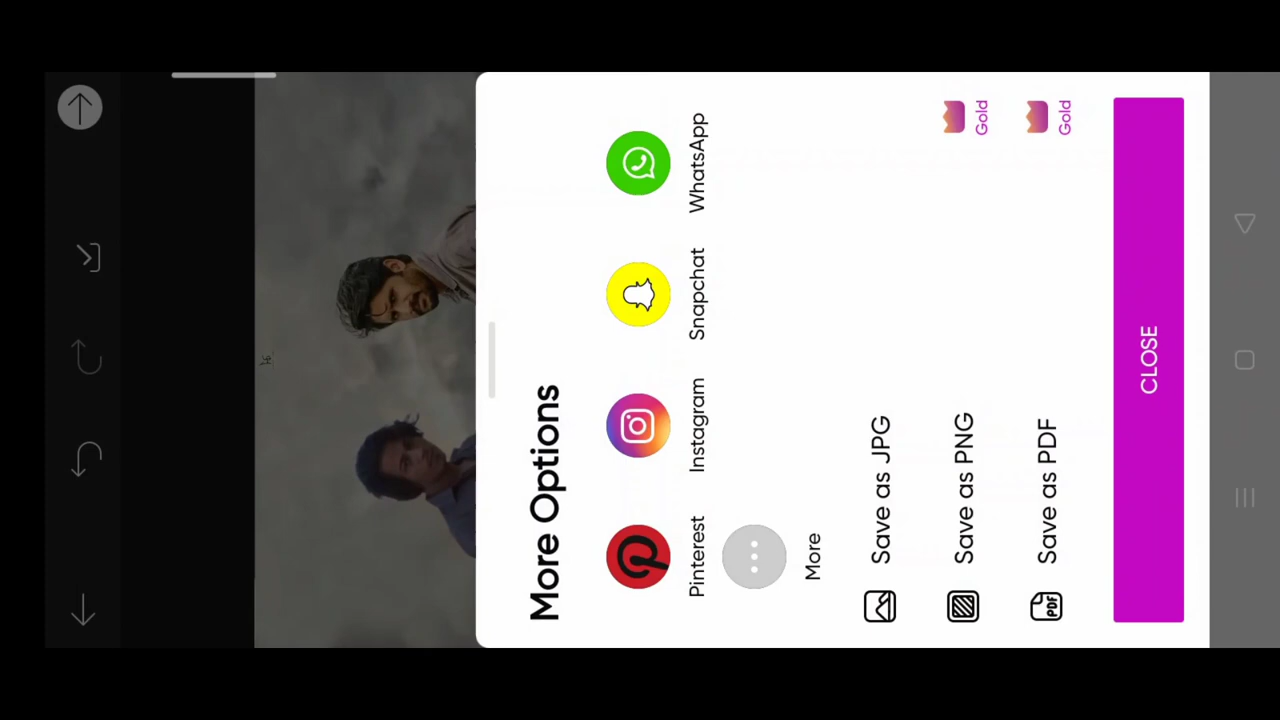 More Options
Pinterest
Instagram
Snapchat
WhatsApp
More
Save as JPG
Save as PNG
Gold
Save as PDF
Gold
PDF
CLOSE